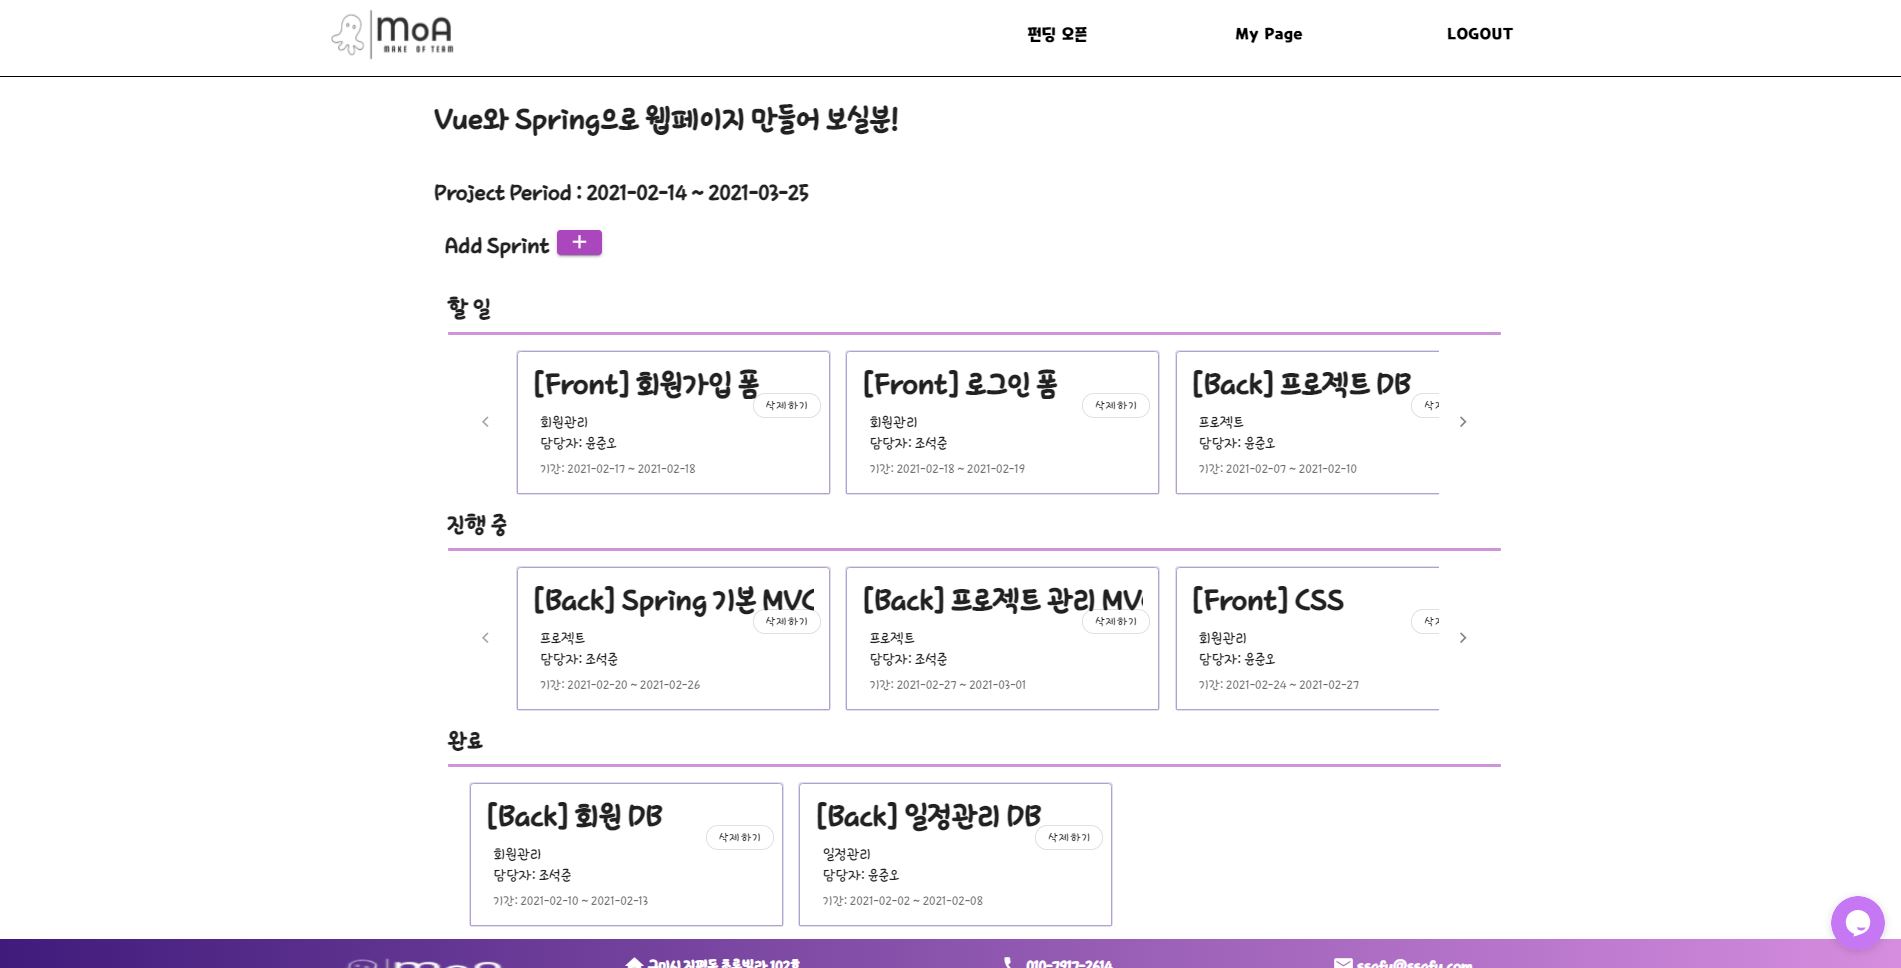 MoA
MAKE OF TEAM
펀딩 오픈
My Page
LOGOUT
Vue와 Spring으로 웹페이지 만들어 보실분!
Project Period : 2021-02-14 ~ 2021-03-25
Add Sprint +
할 일
[Front] 회원가입 폼
삭제하기
회원관리
담당자: 윤준오
기간: 2021-02-17 ~ 2021-02-18
[Front] 로그인 폼
삭제하기
회원관리
담당자: 조석준
기간: 2021-02-18 ~ 2021-02-19
[Back] 프로젝트 DB
프로젝트
담당자: 윤준오
기간: 2021-02-07 ~ 2021-02-10
진행 중
[Back] Spring 기본 MVC
삭제하기
프로젝트
담당자: 조석준
기간: 2021-02-20 ~ 2021-02-26
[Back] 프로젝트 관리 MV
삭제하기
프로젝트
담당자: 조석준
기간: 2021-02-27 ~ 2021-03-01
[Front] CSS
회원관리
담당자: 윤준오
기간: 2021-02-24 ~ 2021-02-27
완료
[Back] 회원 DB
삭제하기
회원관리
담당자: 조석준
기간: 2021-02-10 ~ 2021-02-13
[Back] 일정관리 DB
삭제하기
일정관리
담당자: 윤준오
기간: 2021-02-02 ~ 2021-02-08
010-7917-2614
ssafy@ssafy.com